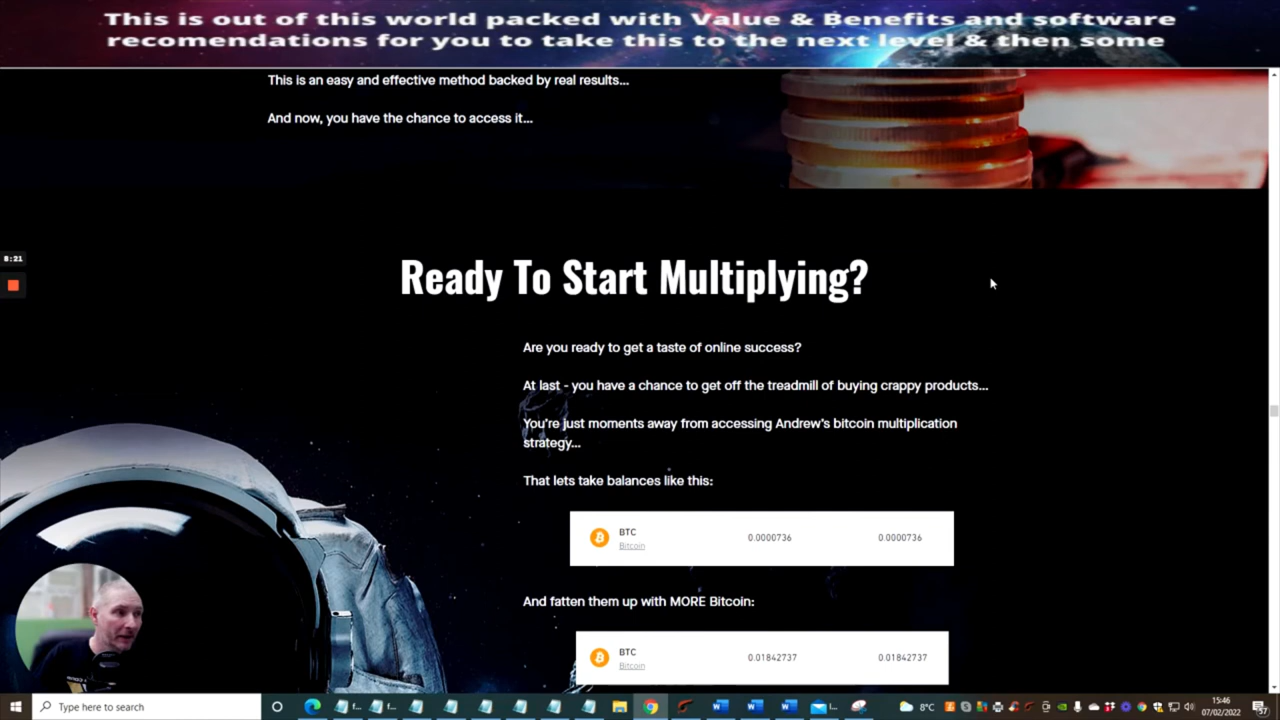 This is out of this world packed with Value & Benefits and software
recomendations for you to take this to the next level & then some
This is an easy and effective method backed by real results...
And now, you have the chance to access it...
8:21
Ready To Start Multiplying?
Are you ready to get a taste of online success?
At last - you have a chance to get off the treadmill of buying crappy products...
You're just moments away from accessing Andrew's bitcoin multiplication
strategy...
That lets take balances like this:
BTC
Bitcoin
0.0000736
0.0000736
And fatten them up with MORE Bitcoin:
BTC
Bitcoin
0.01842737
0.01842737
Type here to search
f...
f...
l...
8°C
15:46
07/02/2022
57